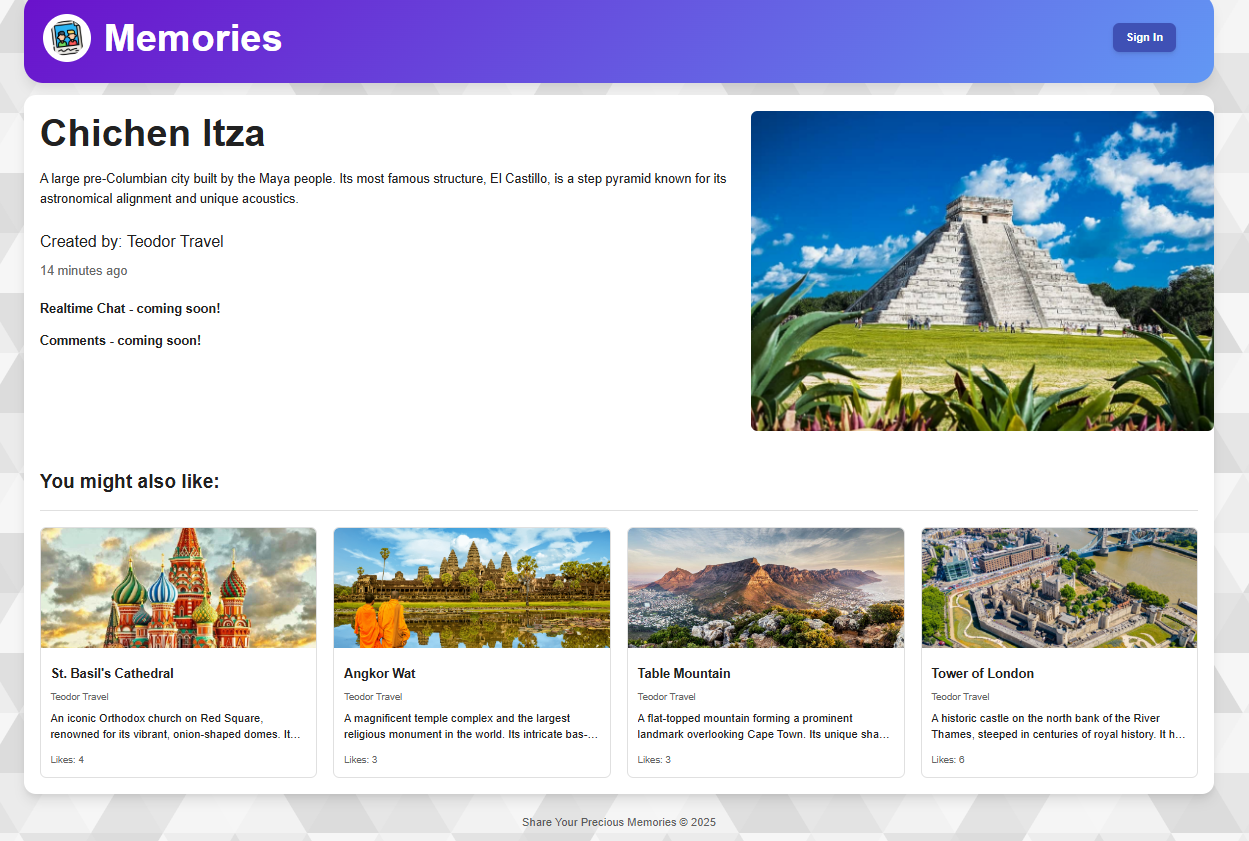 Memories
Sign In
Chichen Itza
A large pre-Columbian city built by the Maya people. Its most famous structure, El Castillo, is a step pyramid known for its
astronomical alignment and unique acoustics.
Created by: Teodor Travel
14 minutes ago
Realtime Chat - coming soon!
Comments - coming soon!
You might also like:
St. Basil's Cathedral
Teodor Travel
An iconic Orthodox church on Red Square,
renowned for its vibrant, onion-shaped domes. It…
Likes: 4
Angkor Wat
Teodor Travel
A magnificent temple complex and the largest
religious monument in the world. Its intricate bas-…
Likes: 3
Table Mountain
Teodor Travel
A flat-topped mountain forming a prominent
landmark overlooking Cape Town. Its unique sha…
Likes: 3
Tower of London
Teodor Travel
A historic castle on the north bank of the River
Thames, steeped in centuries of royal history. It h…
Likes: 6
Share Your Precious Memories © 2025